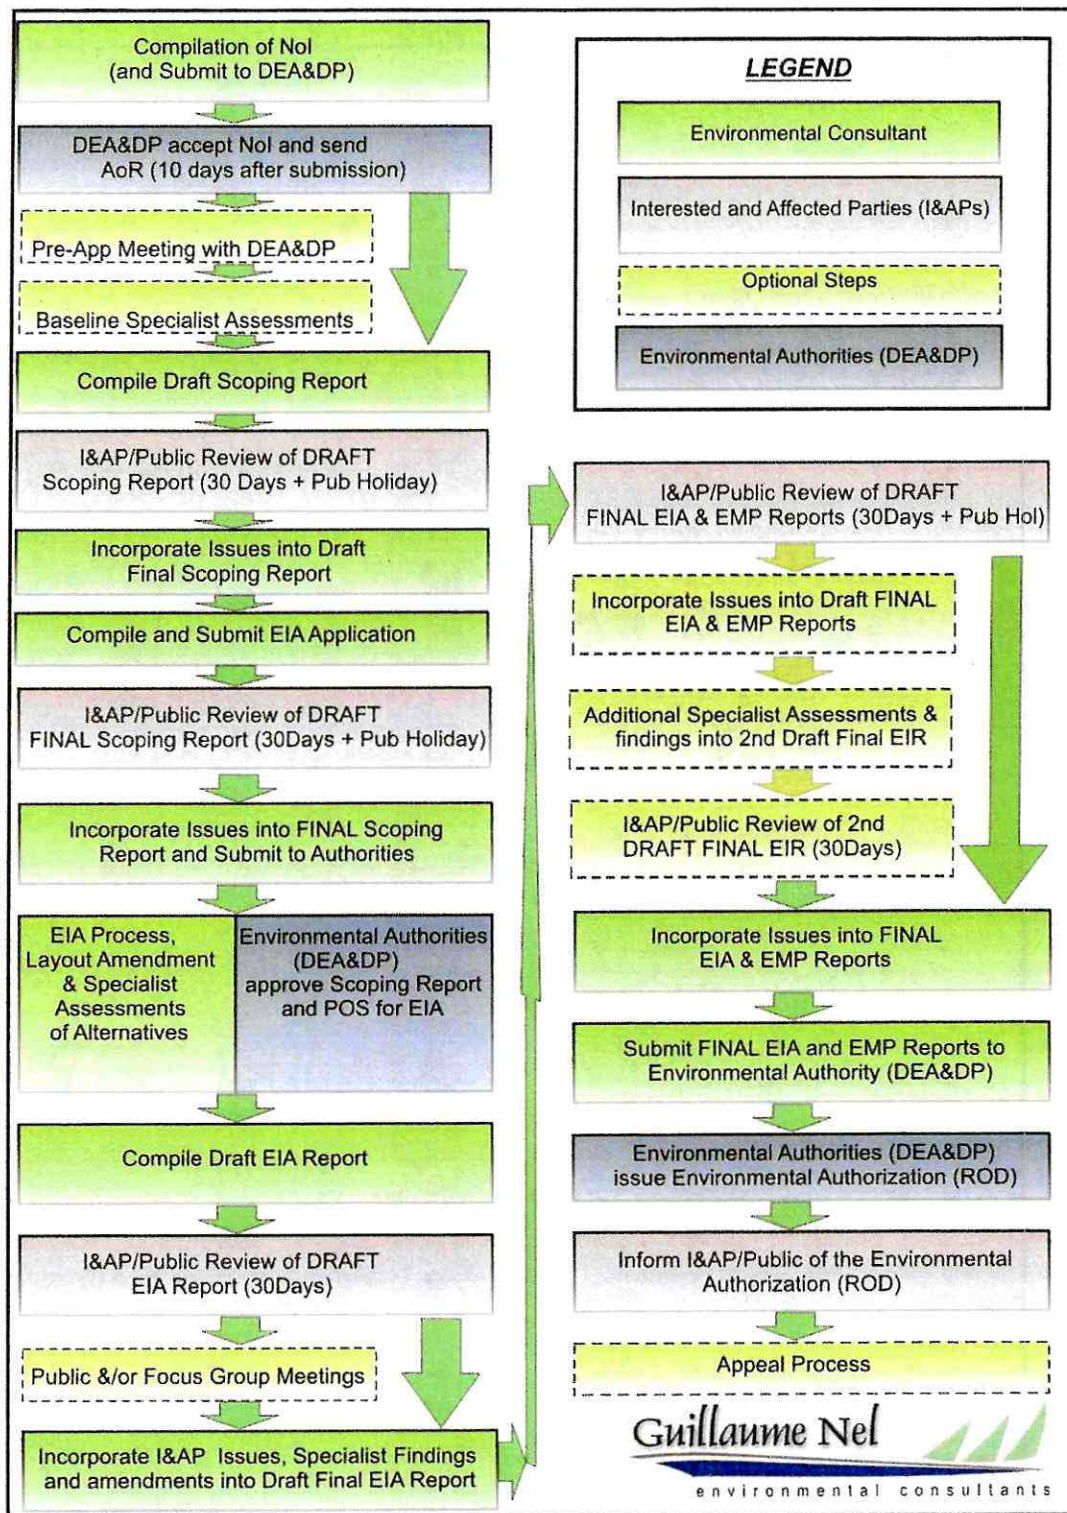 Compilation of NoI
(and Submit to DEA&DP)
DEA&DP accept NoI and send
AoR (10 days after submission)
Pre-App Meeting with DEA&DP
Baseline Specialist Assessments
Compile Draft Scoping Report
I&AP/Public Review of DRAFT
Scoping Report (30 Days + Pub Holiday)
Incorporate Issues into Draft
Final Scoping Report
Compile and Submit EIA Application
I&AP/Public Review of DRAFT
FINAL Scoping Report (30Days + Pub Holiday)
Incorporate Issues into FINAL Scoping
Report and Submit to Authorities
EIA Process,
Layout Amendment
& Specialist
Assessments
of Alternatives
Environmental Authorities
(DEA&DP)
approve Scoping Report
and POS for EIA
Compile Draft EIA Report
I&AP/Public Review of DRAFT
EIA Report (30Days)
Public &/or Focus Group Meetings
Incorporate I&AP Issues, Specialist Findings
and amendments into Draft Final EIA Report
LEGEND
Environmental Consultant
Interested and Affected Parties (I&APs)
Optional Steps
Environmental Authorities (DEA&DP)
I&AP/Public Review of DRAFT
FINAL EIA & EMP Reports (30Days + Pub Hol)
Incorporate Issues into Draft FINAL
EIA & EMP Reports
Additional Specialist Assessments &
findings into 2nd Draft Final EIR
I&AP/Public Review of 2nd
DRAFT FINAL EIR (30Days)
Incorporate Issues into FINAL
EIA & EMP Reports
Submit FINAL EIA and EMP Reports to
Environmental Authority (DEA&DP)
Environmental Authorities (DEA&DP)
issue Environmental Authorization (ROD)
Inform I&AP/Public of the Environmental
Authorization (ROD)
Appeal Process
Guillaume Nel
environmental consultants